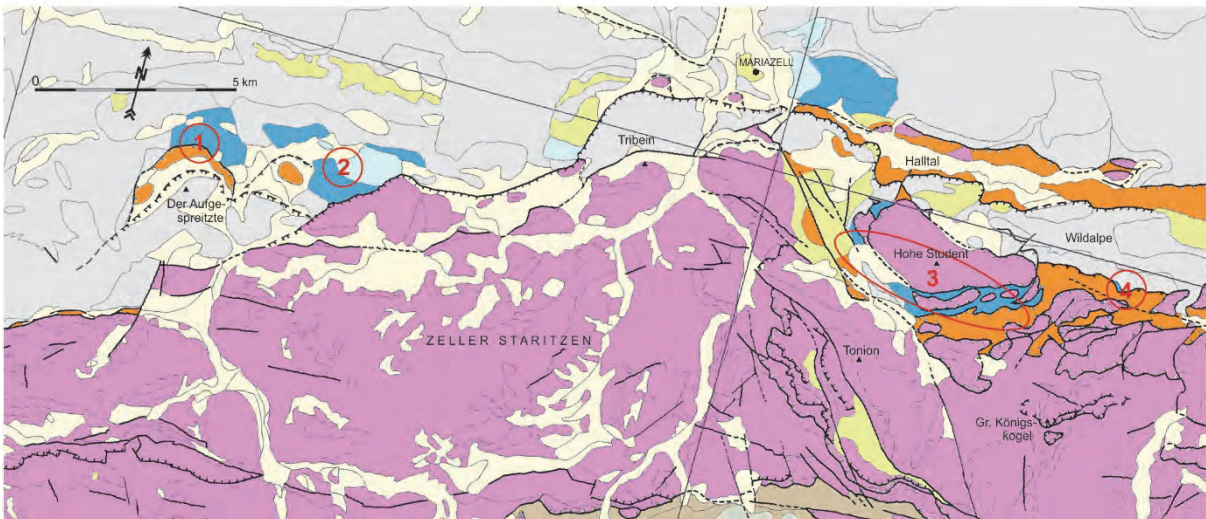 MARIAZELL
N
0
5 km
1
2
Tribein
Halltal
Der Aufge-
spreitzte
Wildalpe
Hohe Student
3
4
ZELLER STARITZEN
Tonion
Gr. Königs-
kogel